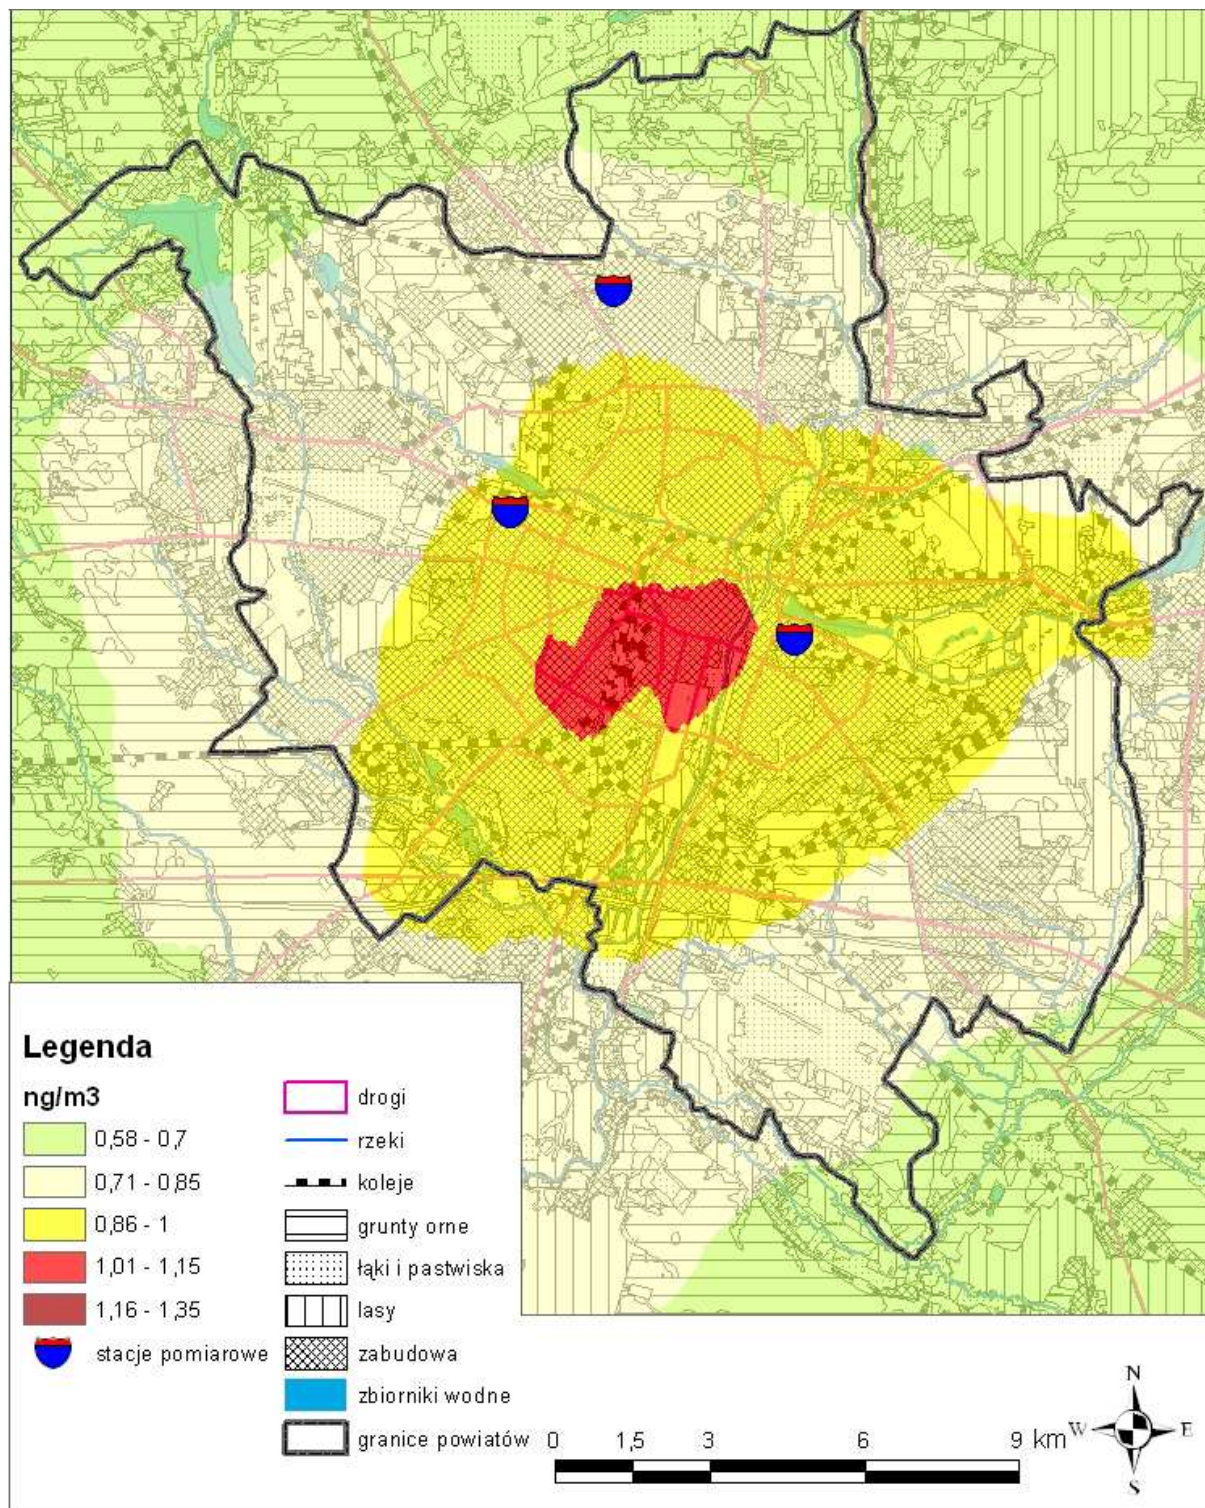 Legenda
ng/m3
0,58 - 0,7
0,71 - 0,85
0,86 - 1
1,01 - 1,15
1,16 - 1,35
stacje pomiarowe
drogi
rzeki
koleje
grunty orne
łąki i pastwiska
lasy
zabudowa
zbiorniki wodne
granice powiatów
0 1,5 3 6 9 km
N
W E
S